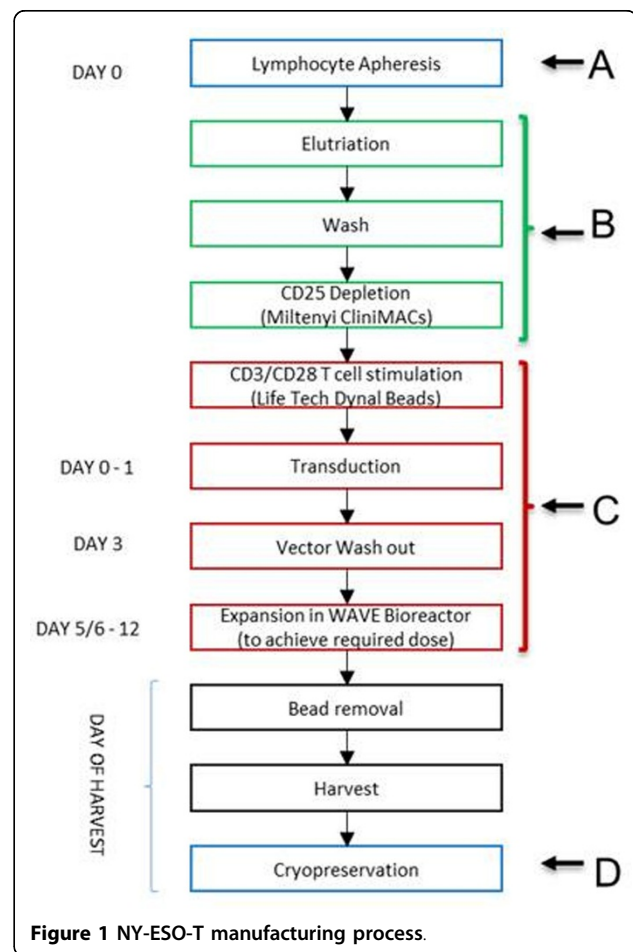 DAY 0
Lymphocyte Apheresis
A
Elutriation
Wash
B
CD25 Depletion
(Miltenyi CliniMACs)
CD3/CD28 T cell stimulation
(Life Tech Dynal Beads)
DAY 0 - 1
Transduction
C
DAY 3
Vector Wash out
DAY 5/6 - 12
Expansion in WAVE Bioreactor
(to achieve required dose)
DAY OF HARVEST
Bead removal
Harvest
Cryopreservation
D
Figure 1 NY-ESO-T manufacturing process.